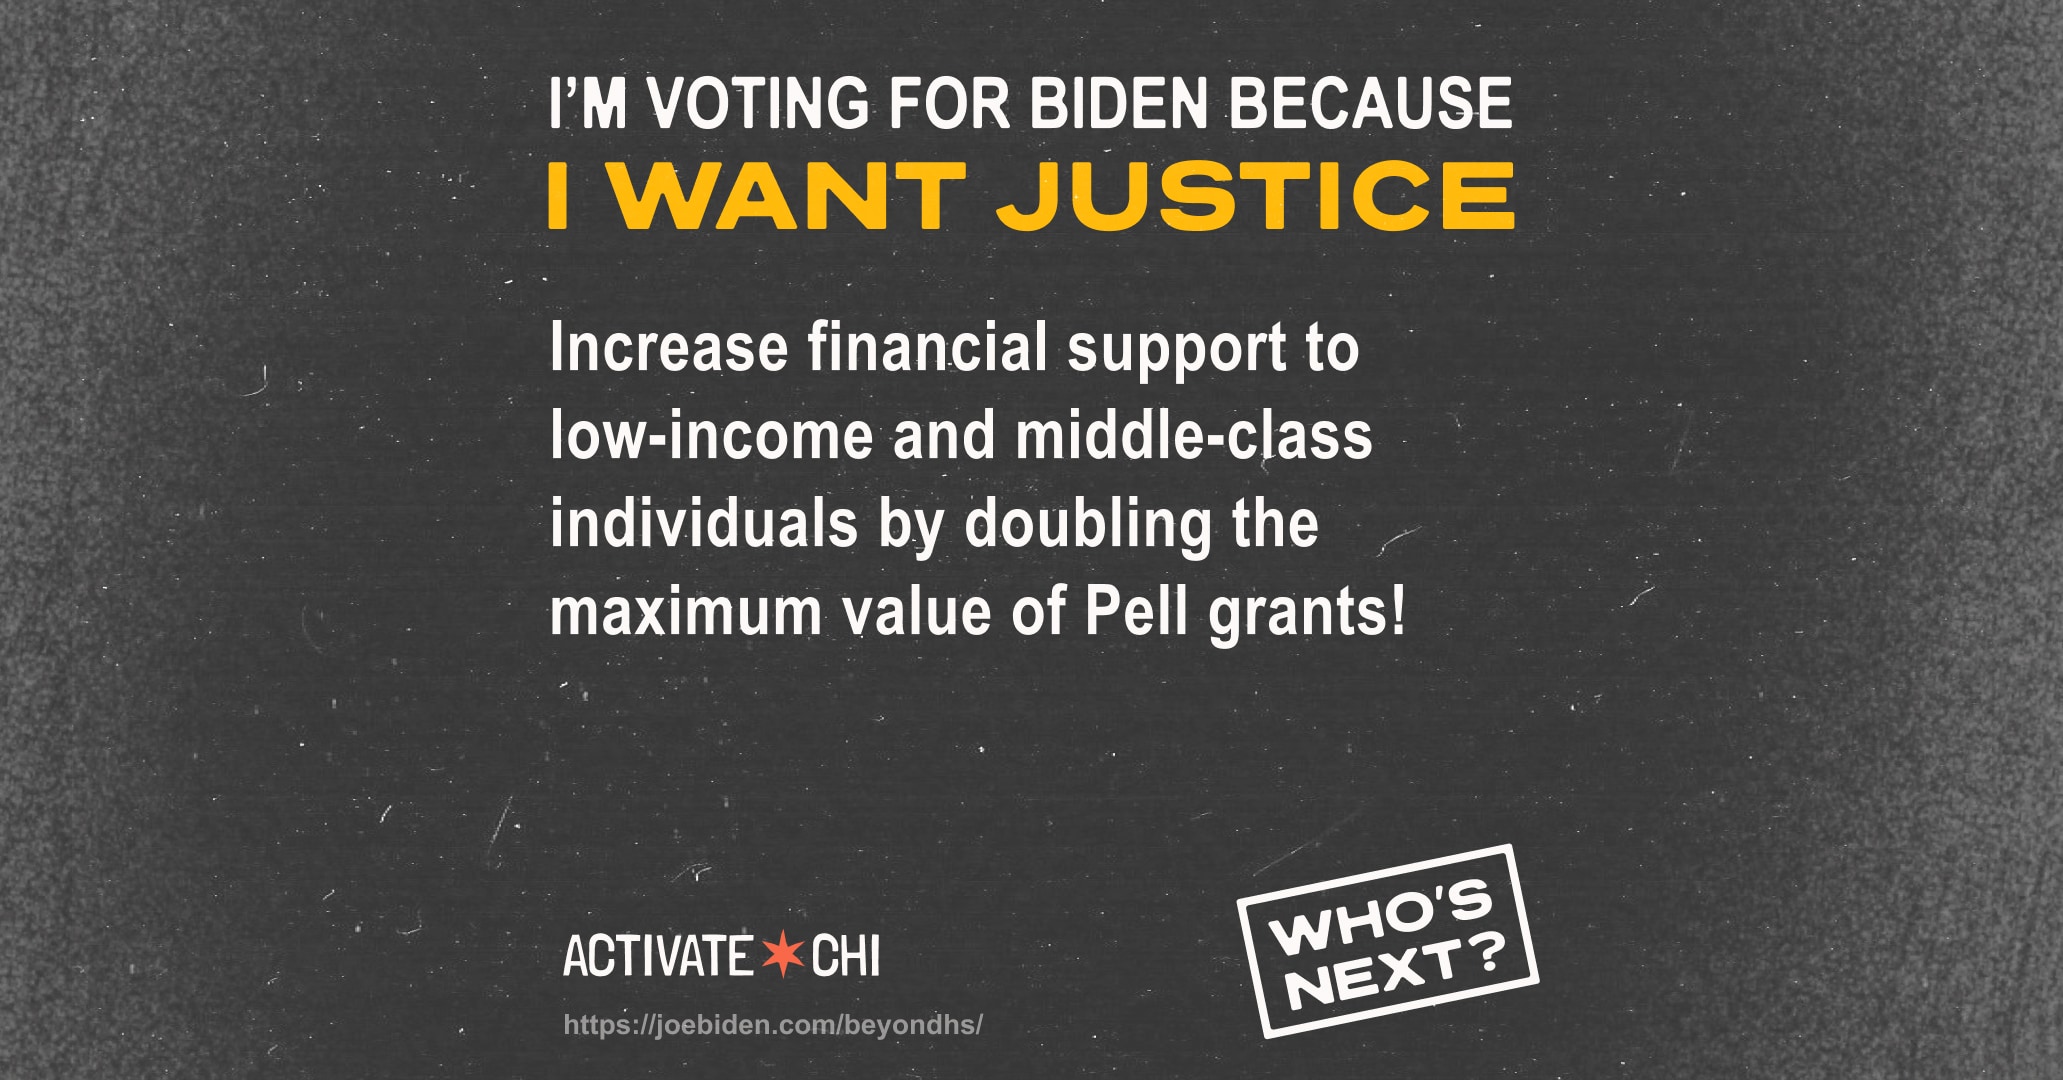 I’M VOTING FOR BIDEN BECAUSE
I WANT JUSTICE
Increase financial support to
low-income and middle-class
individuals by doubling the
maximum value of Pell grants!
ACTIVATE CHI
https://joebiden.com/beyondhs/
WHO'S
NEXT?